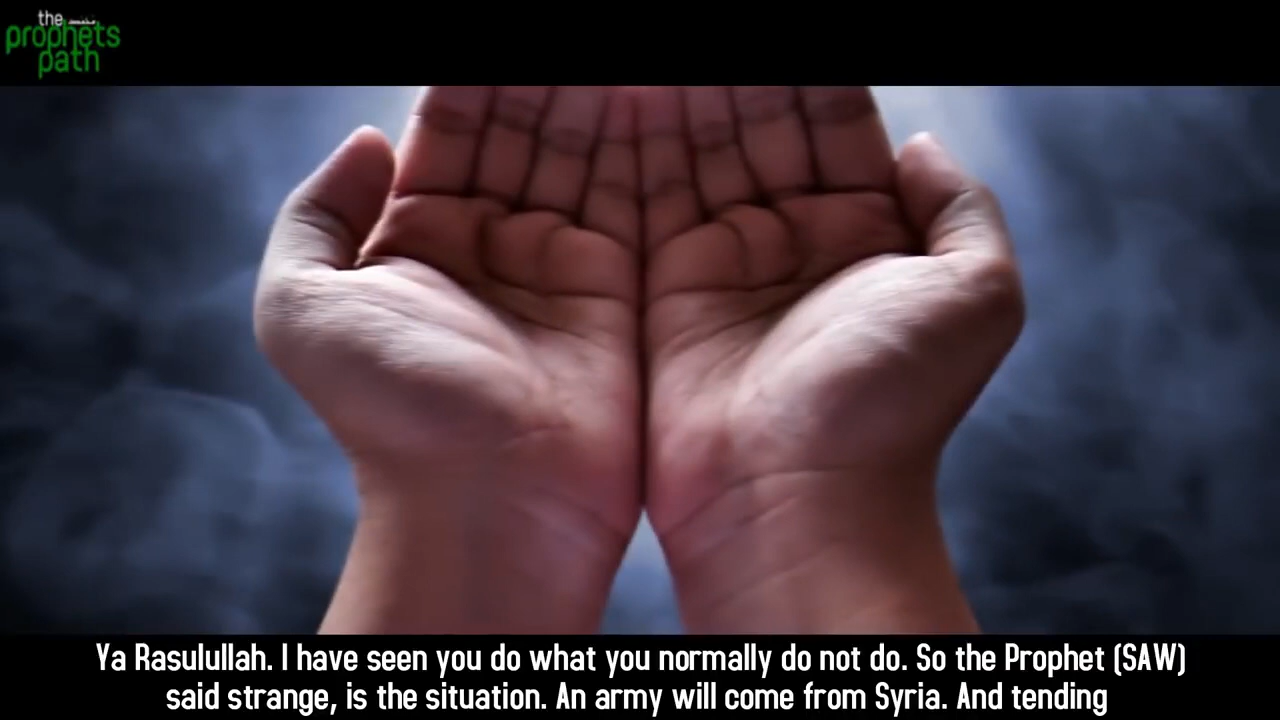 the
prophets
path
Ya Rasulullah. I have seen you do what you normally do not do. So the Prophet (SAW)
said strange, is the situation. An army will come from Syria. And tending